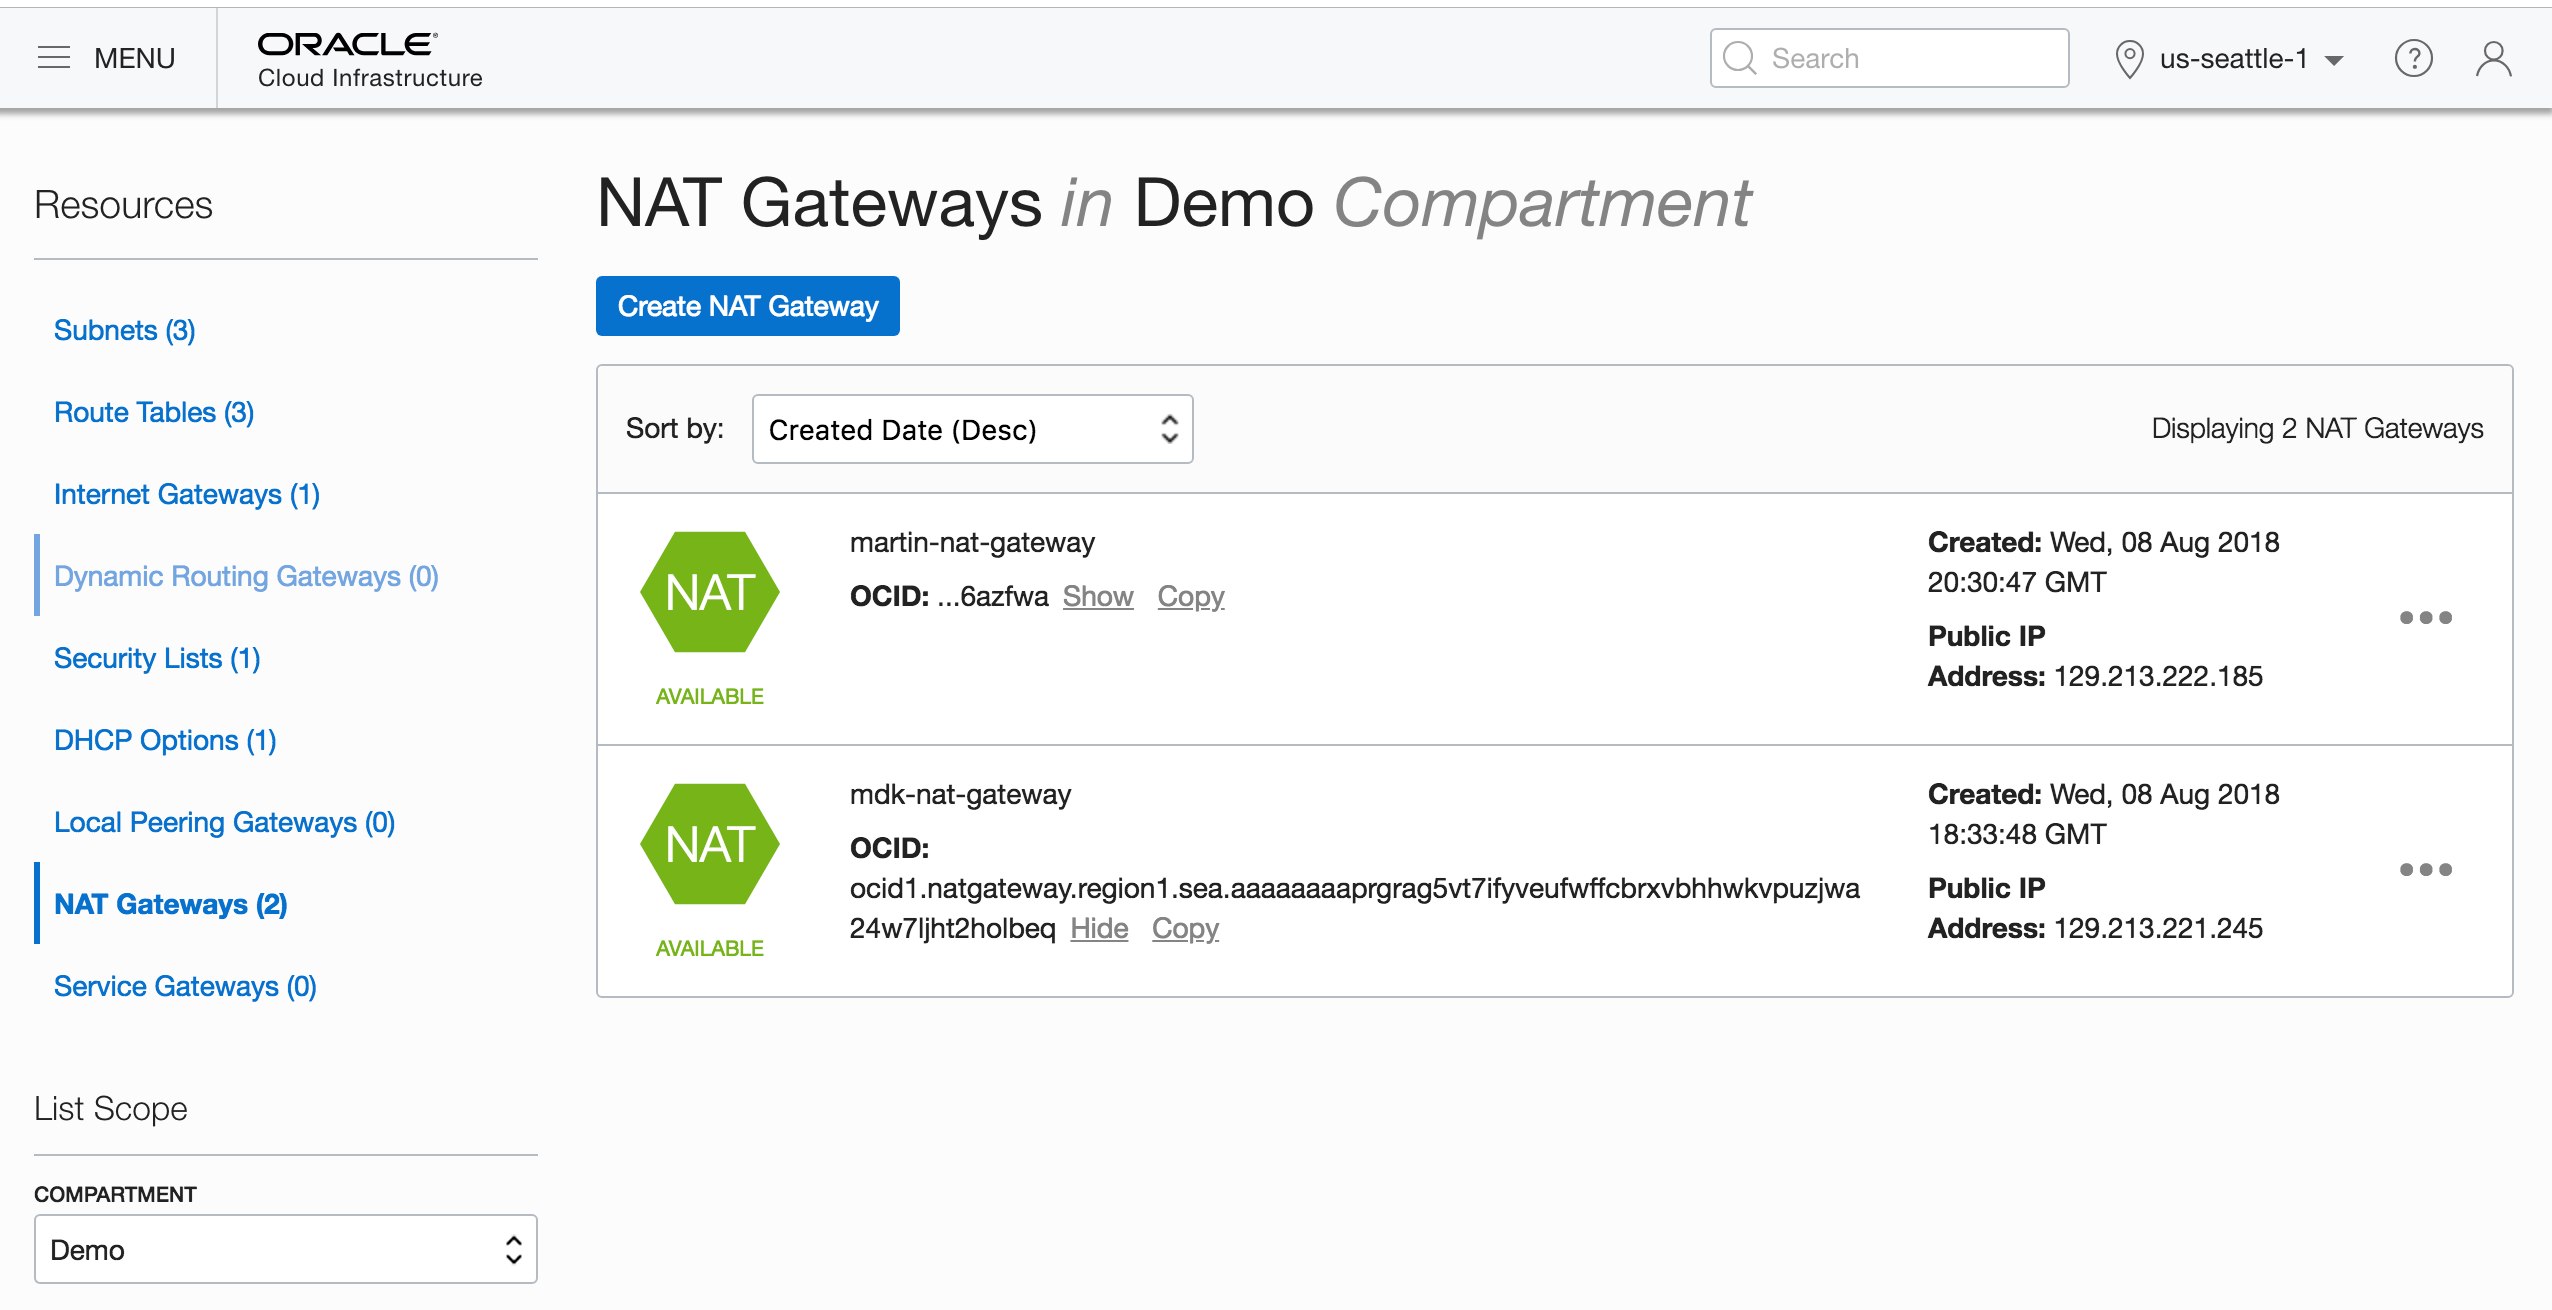 MENU
ORACLE
Cloud Infrastructure
Search
us-seattle-1
?
Resources
Subnets (3)
Route Tables (3)
Internet Gateways (1)
Dynamic Routing Gateways (0)
Security Lists (1)
DHCP Options (1)
Local Peering Gateways (0)
NAT Gateways (2)
Service Gateways (0)
List Scope
COMPARTMENT
Demo
NAT Gateways in Demo Compartment
Create NAT Gateway
Sort by: Created Date (Desc)
Displaying 2 NAT Gateways
NAT
AVAILABLE
martin-nat-gateway
OCID: ...6azfwa Show Copy
Created: Wed, 08 Aug 2018
20:30:47 GMT
Public IP
Address: 129.213.222.185
NAT
AVAILABLE
mdk-nat-gateway
OCID:
ocid1.natgateway.region1.sea.aaaaaaaaprgrag5vt7ifyveufwffcbrxvbhhwkvpuzjwa
24w7ljht2holbeq Hide Copy
Created: Wed, 08 Aug 2018
18:33:48 GMT
Public IP
Address: 129.213.221.245